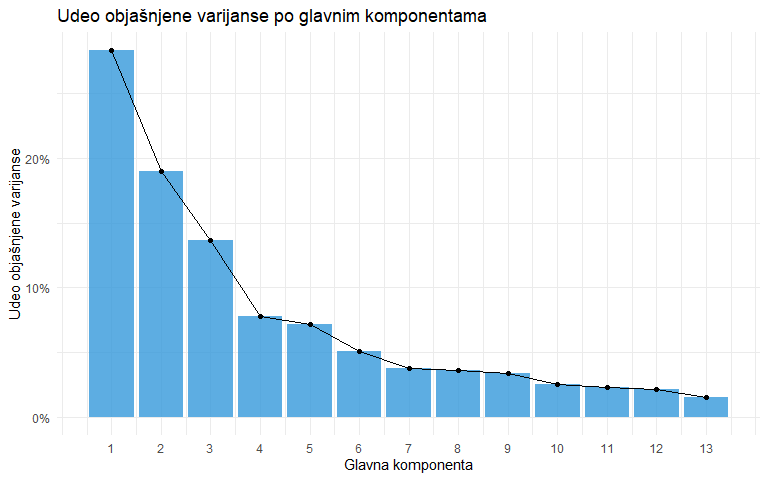 Udeo objašnjene varijanse po glavnim komponentama
Udeo objašnjene varijanse
20%
10%
0%
1 2 3 4 5 6 7 8 9 10 11 12 13
Glavna komponenta